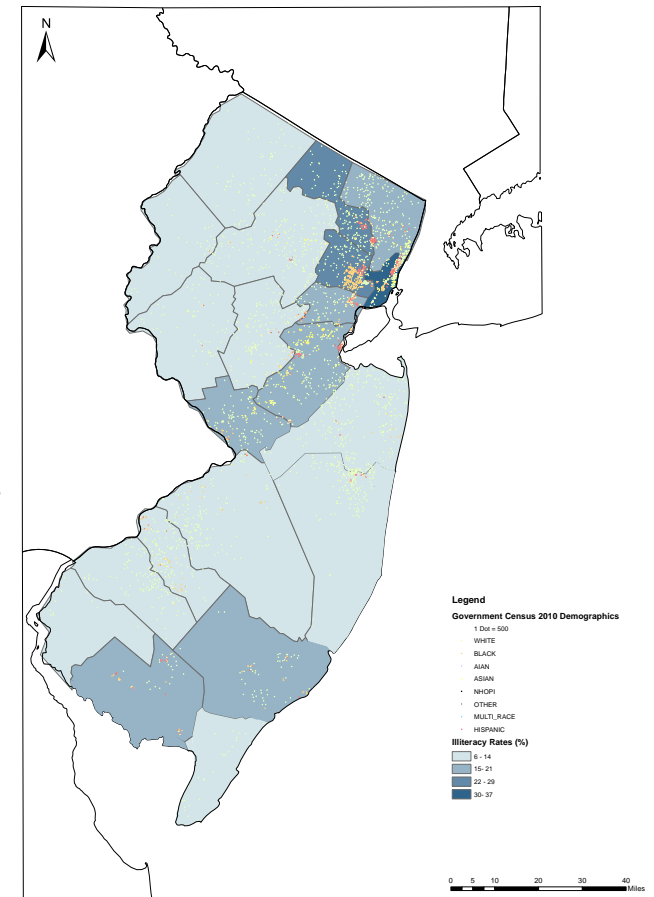 N
Legend
Government Census 2010 Demographics
1 Dot = 500
WHITE
BLACK
AIAN
ASIAN
NHOPI
OTHER
MULTI_RACE
HISPANIC
Illiteracy Rates (%)
6 - 14
15- 21
22 - 29
30- 37
0 5 10 20 30 40
Miles